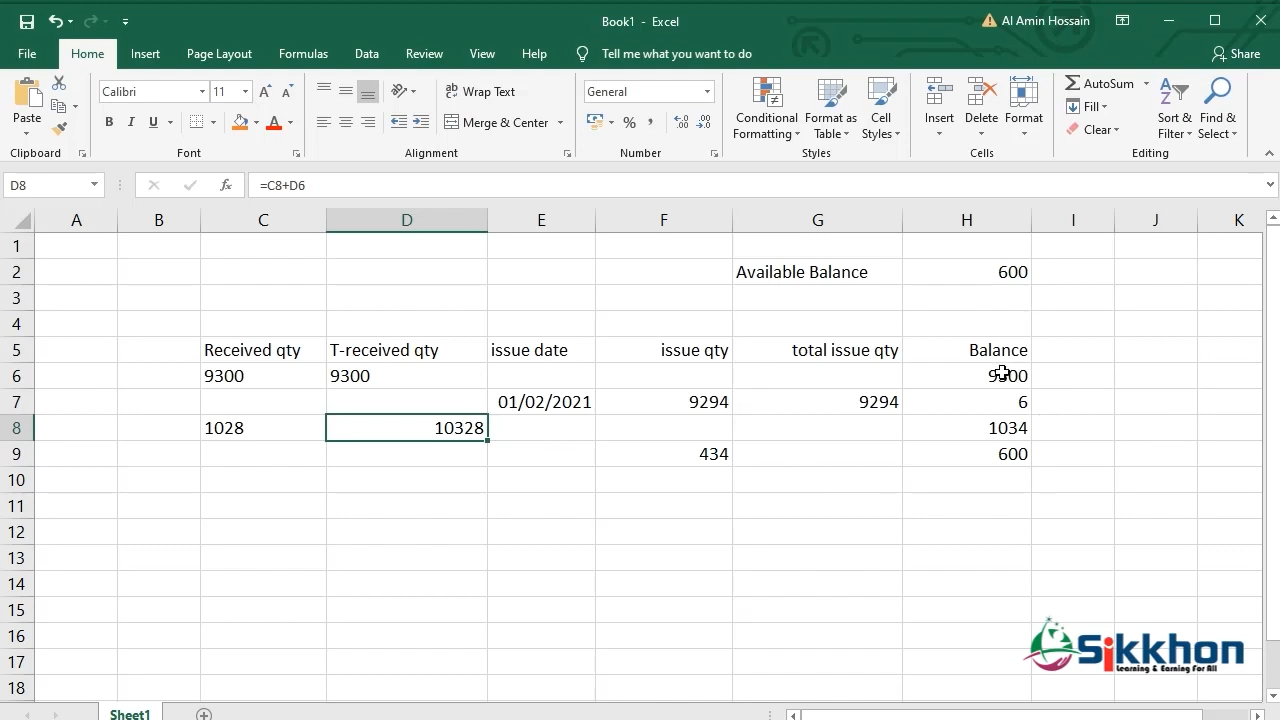 Book1 - Excel
Al Amin Hossain
File Home Insert Page Layout Formulas Data Review View Help Tell me what you want to do Share
Paste
Clipboard
Calibri 11
B I U
Font
Wrap Text
Merge & Center
Alignment
General
%
Number
Conditional Formatting
Format as Table
Cell Styles
Styles
Insert
Delete
Format
Cells
AutoSum
Fill
Clear
Sort & Filter
Find & Select
Editing
D8 fx =C8+D6
A B C D E F G H I J K
1
2 Available Balance 600
3
4
5 Received qty T-received qty issue date issue qty total issue qty Balance
6 9300 9300 9300
7 01/02/2021 9294 9294 6
8 1028 10328 1034
9 434 600
10
11
12
13
14
15
16
17
18
Sikkhon
Learning & Earning For All
Sheet1